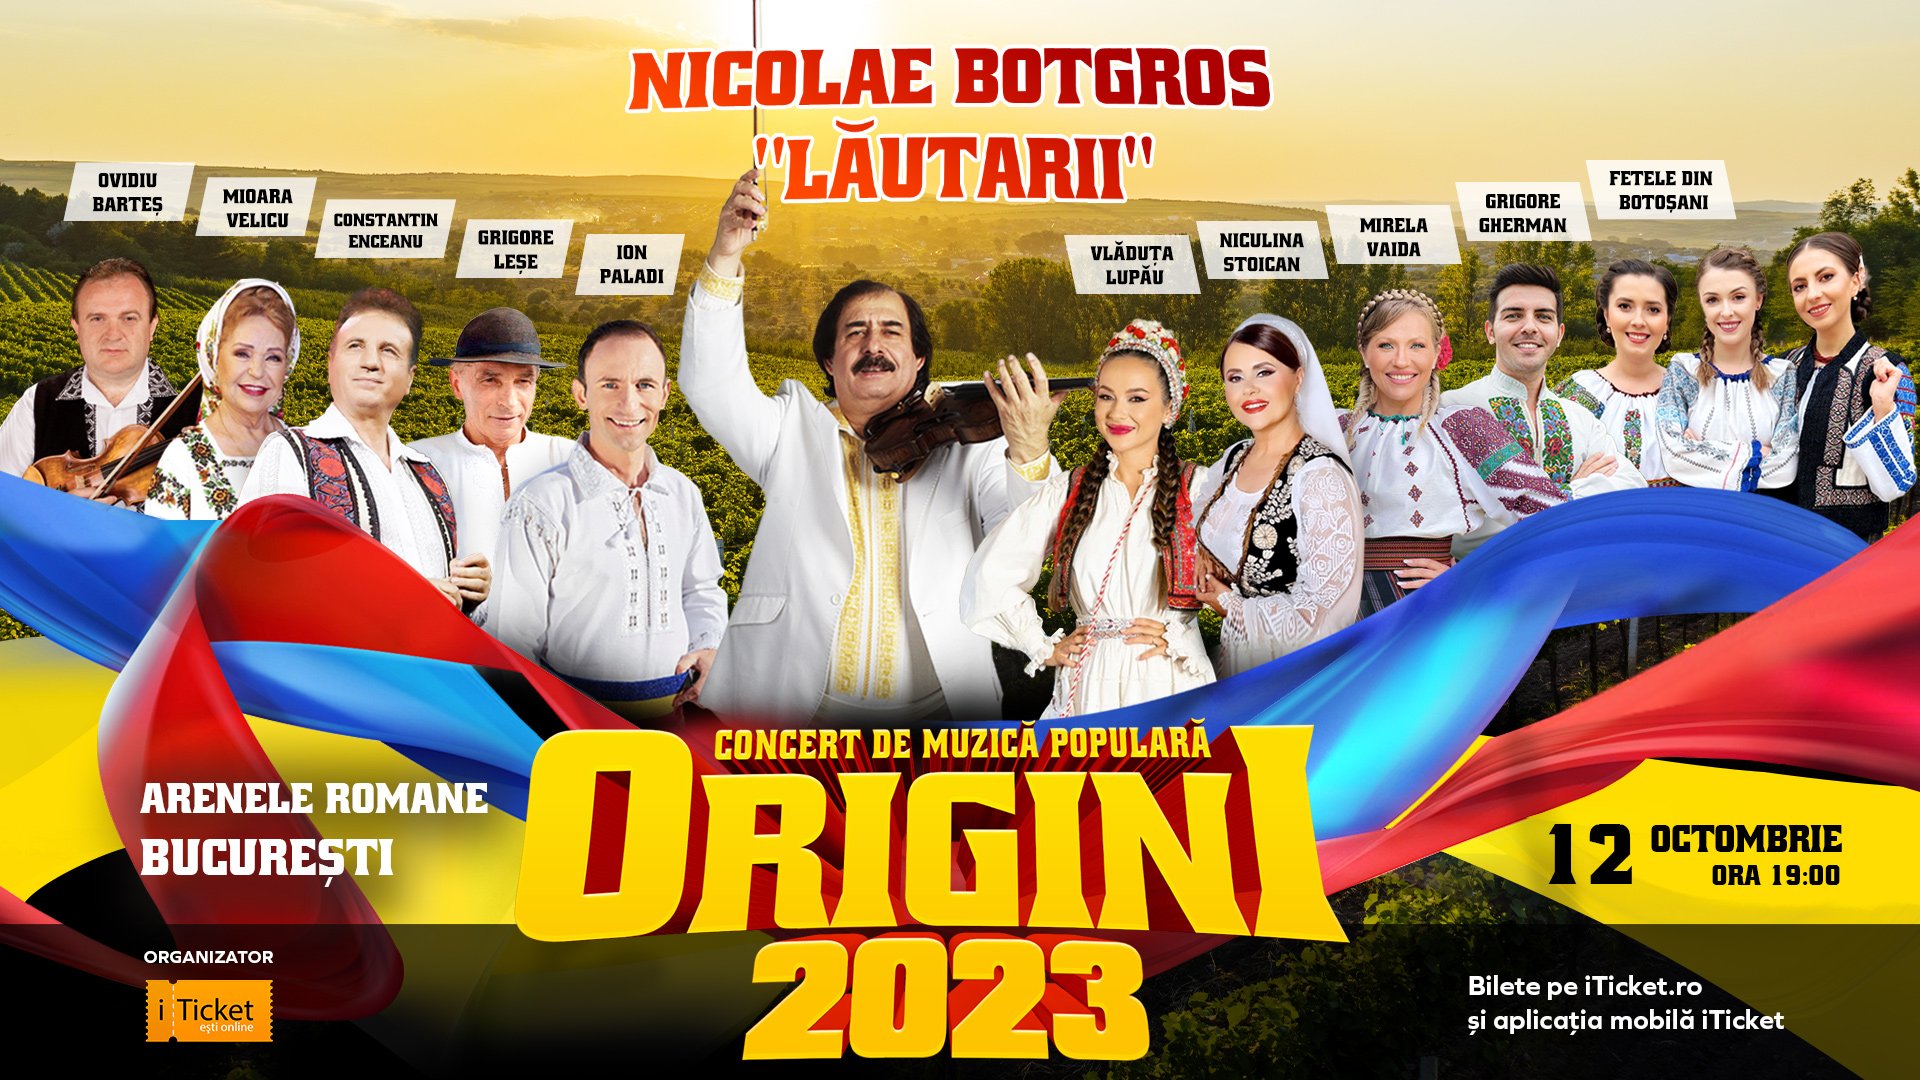 NICOLAE BOTGROS
"LĂUTARII"
OVIDIU
BARTEȘ
MIOARA
VELICU
CONSTANTIN
ENCEANU
GRIGORE
LEȘE
ION
PALADI
VLĂDUȚA
LUPĂU
NICULINA
STOICAN
MIRELA
VAIDA
GRIGORE
GHERMAN
FETELE DIN
BOTOȘANI
CONCERT DE MUZICĂ POPULARĂ
ORIGINI
2023
ARENELE ROMANE
BUCUREȘTI
12 OCTOMBRIE
ORA 19:00
ORGANIZATOR
iTicket
ești online
Bilete pe iTicket.ro
și aplicația mobilă iTicket